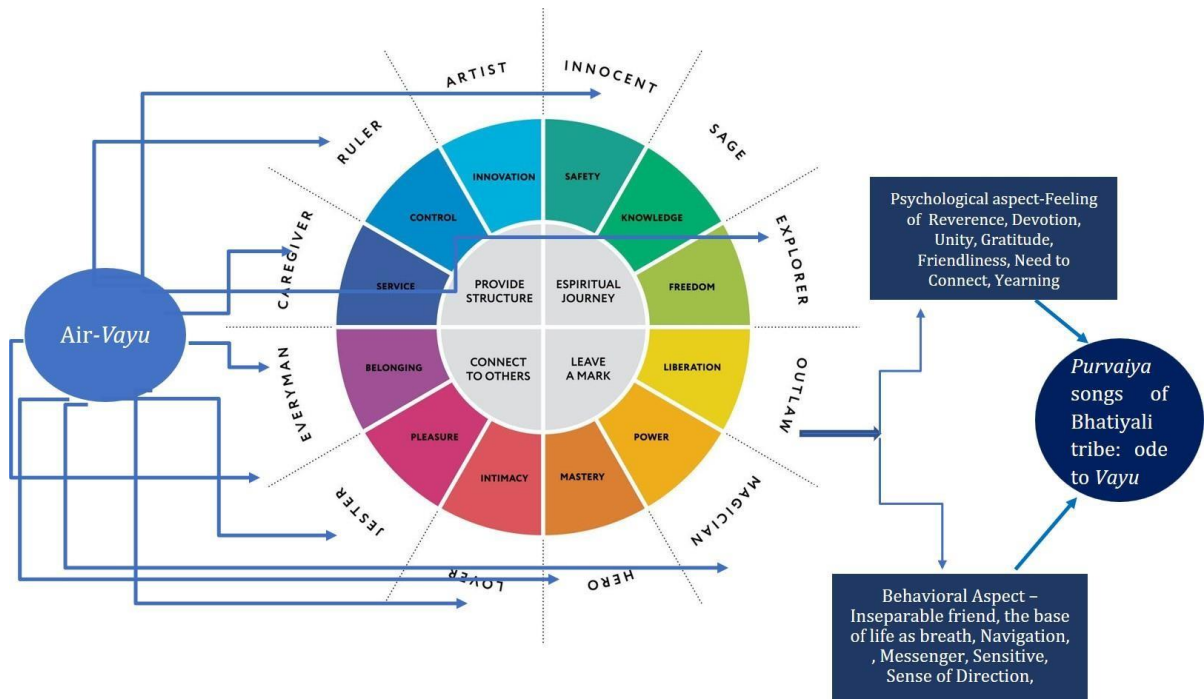 Air-Vayu
ARTIST
INNOCENT
RULER
SAGE
CAREGIVER
EXPLORER
EVERYMAN
OUTLAW
JESTER
MAGICIAN
LOVER
HERO
INNOVATION
SAFETY
CONTROL
KNOWLEDGE
SERVICE
FREEDOM
BELONGING
LIBERATION
PLEASURE
POWER
INTIMACY
MASTERY
PROVIDE
STRUCTURE
ESPIRITUAL
JOURNEY
CONNECT
TO OTHERS
LEAVE
A MARK
Psychological aspect-Feeling
of Reverence, Devotion,
Unity, Gratitude,
Friendliness, Need to
Connect, Yearning
Purvaiya
songs of
Bhatiyali
tribe: ode
to Vayu
Behavioral Aspect –
Inseparable friend, the base
of life as breath, Navigation,
, Messenger, Sensitive,
Sense of Direction,